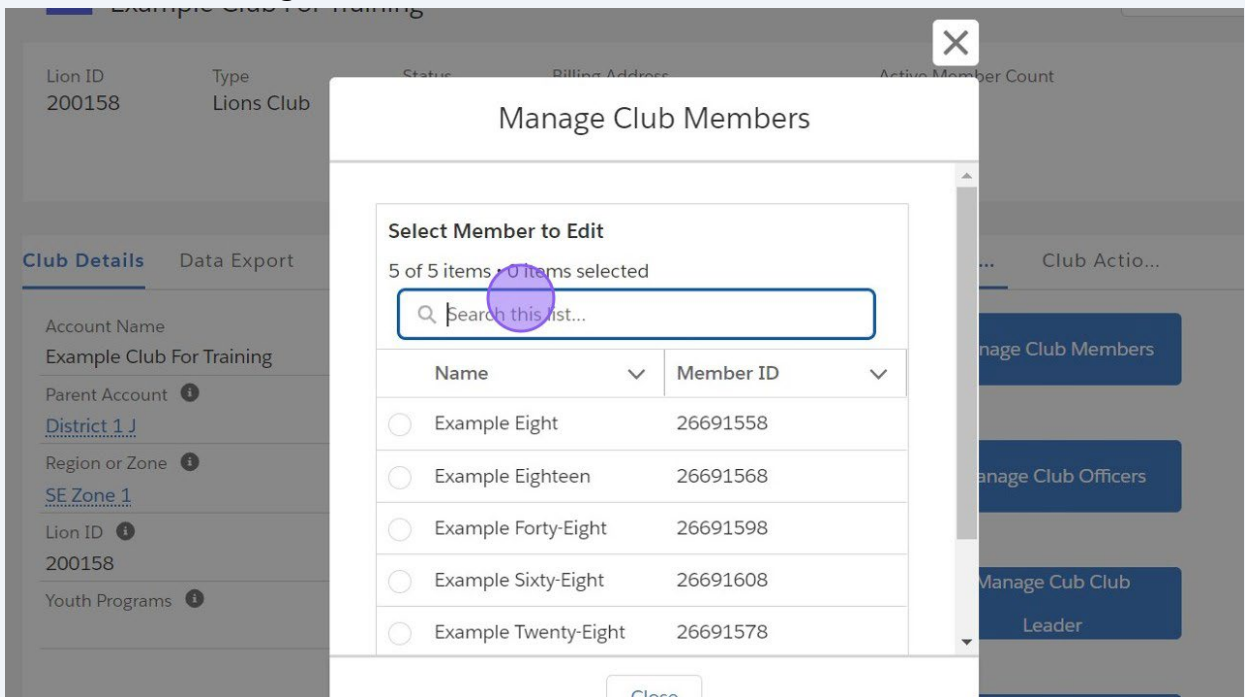 Example Club For Training
Lion ID Type Status Billing Address Active Member Count
200158 Lions Club
Manage Club Members
Select Member to Edit
5 of 5 items • 0 items selected
Search this list...
Name Member ID
Example Eight 26691558
Example Eighteen 26691568
Example Forty-Eight 26691598
Example Sixty-Eight 26691608
Example Twenty-Eight 26691578
Close
Club Details Data Export
... Club Actio...
Account Name
Example Club For Training
Parent Account
District 1 J
Region or Zone
SE Zone 1
Lion ID
200158
Youth Programs
nage Club Members
anage Club Officers
Manage Cub Club
Leader